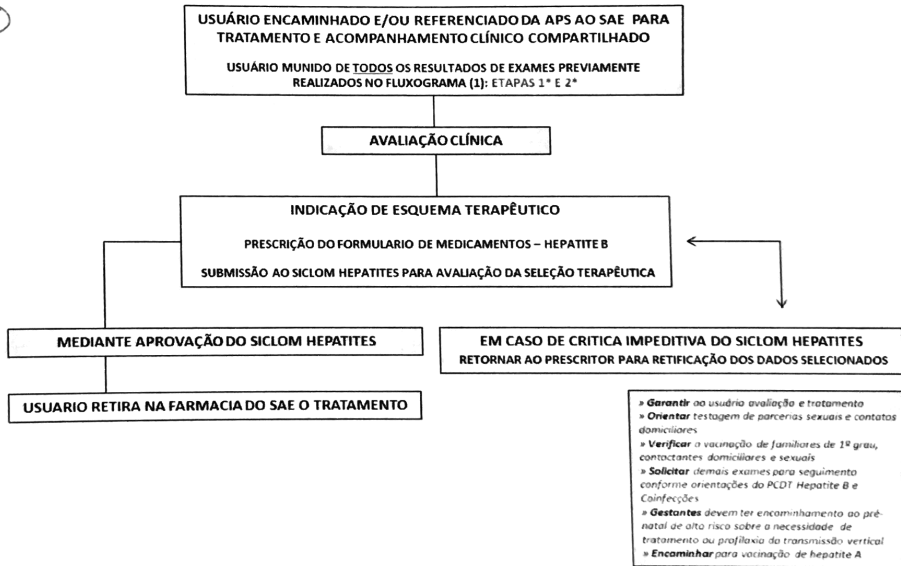 USUÁRIO ENCAMINHADO E/OU REFERENCIADO DA APS AO SAE PARA
TRATAMENTO E ACOMPANHAMENTO CLÍNICO COMPARTILHADO
USUÁRIO MUNIDO DE TODOS OS RESULTADOS DE EXAMES PREVIAMENTE
REALIZADOS NO FLUXOGRAMA (1): ETAPAS 1ª E 2ª
AVALIAÇÃO CLÍNICA
INDICAÇÃO DE ESQUEMA TERAPÊUTICO
PRESCRIÇÃO DO FORMULARIO DE MEDICAMENTOS – HEPATITE B
SUBMISSÃO AO SICLOM HEPATITES PARA AVALIAÇÃO DA SELEÇÃO TERAPÊUTICA
MEDIANTE APROVAÇÃO DO SICLOM HEPATITES
USUARIO RETIRA NA FARMACIA DO SAE O TRATAMENTO
EM CASO DE CRITICA IMPEDITIVA DO SICLOM HEPATITES
RETORNAR AO PRESCRITOR PARA RETIFICAÇÃO DOS DADOS SELECIONADOS
» Garantir ao usuário avaliação e tratamento
» Orientar testagem de parcerias sexuais e contatos
domiciliores
» Verificar a vacinação de familiares de 1º grau,
contactantes domiciliares e sexuais
» Solicitar demais exames para seguimento
conforme orientações do PCDT Hepatite B e
Coinfecções
» Gestantes devem ter encaminhamento ao pré-
natal de alto risco sobre a necessidade de
tratamento ou profilaxia da transmissão vertical
» Encaminhar para vacinação de hepatite A